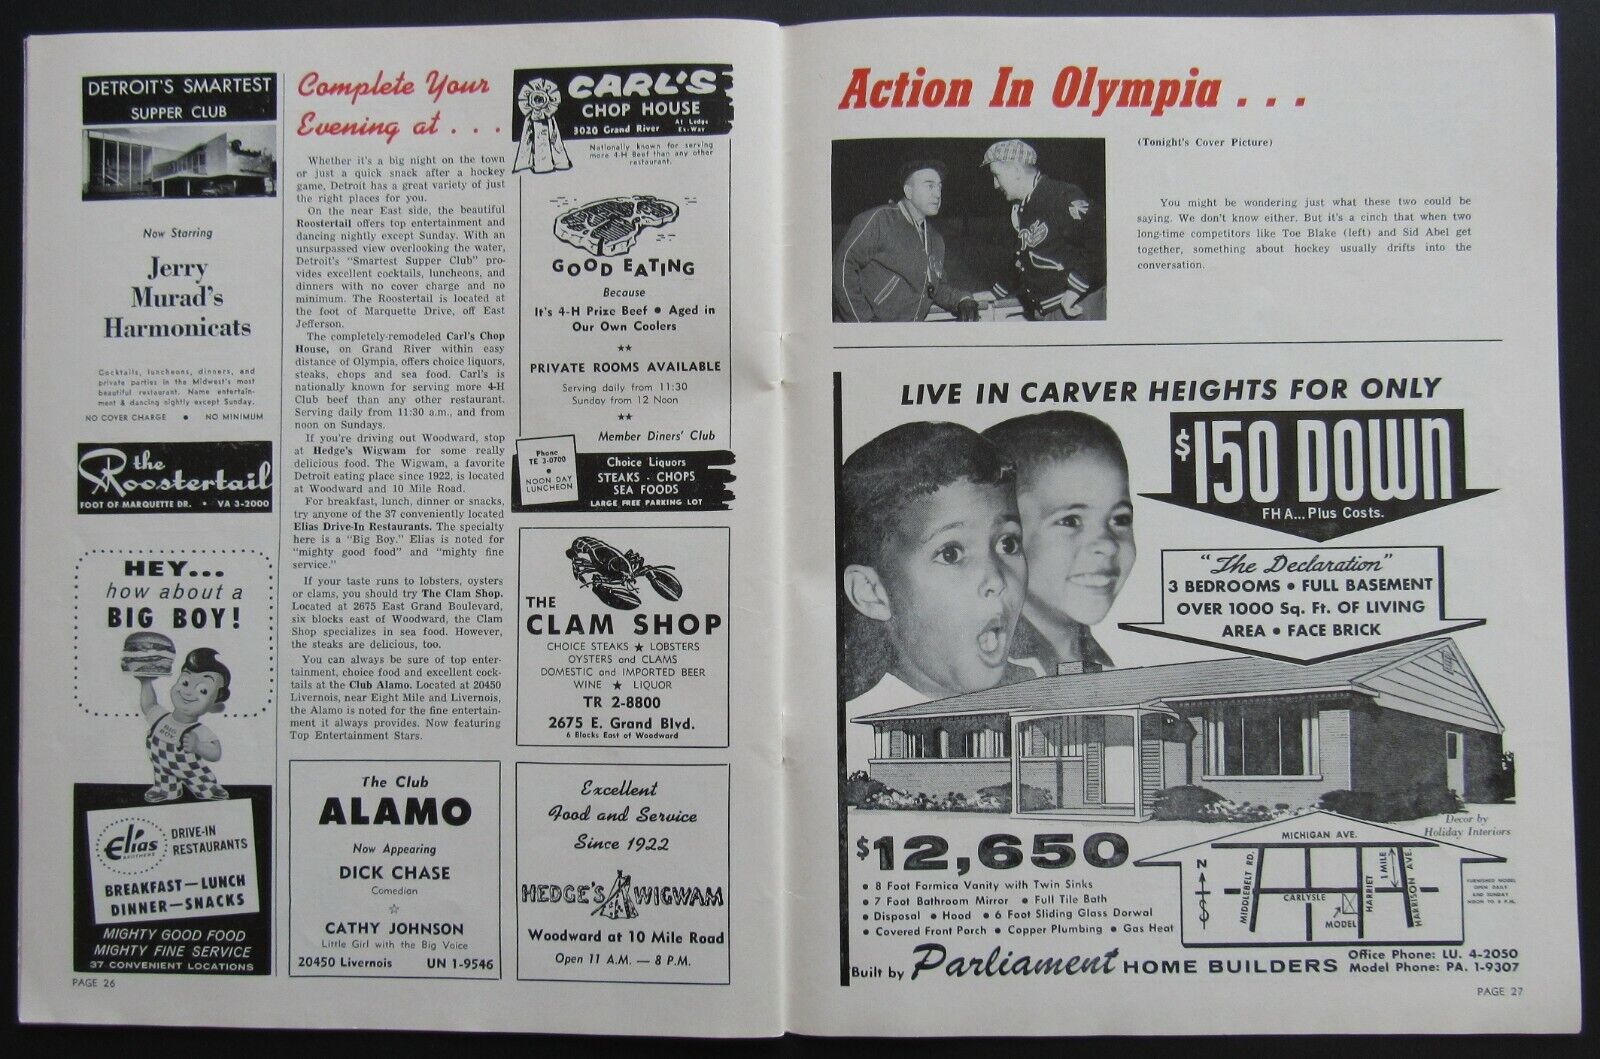 DETROIT'S SMARTEST
SUPPER CLUB
Now Starring
Jerry
Murad's
Harmonicats
Cocktails, luncheons, dinners, and
private parties in the Midwest's most
beautiful restaurant. Name entertain-
ment & dancing nightly except Sunday.
NO COVER CHARGE • NO MINIMUM
the
Roostertail
FOOT OF MARQUETTE DR. • VA 3-2000
HEY...
how about a
BIG BOY!
BIG BOY
Elias
BROTHERS
DRIVE-IN
RESTAURANTS
BREAKFAST—LUNCH
DINNER—SNACKS
MIGHTY GOOD FOOD
MIGHTY FINE SERVICE
37 CONVENIENT LOCATIONS
PAGE 26
Complete Your
Evening at . . .
Whether it's a big night on the town
or just a quick snack after a hockey
game, Detroit has a great variety of just
the right places for you.
On the near East side, the beautiful
Roostertail offers top entertainment and
dancing nightly except Sunday. With an
unsurpassed view overlooking the water,
Detroit's "Smartest Supper Club" pro-
vides excellent cocktails, luncheons, and
dinners with no cover charge and no
minimum. The Roostertail is located at
the foot of Marquette Drive, off East
Jefferson.
The completely-remodeled Carl's Chop
House, on Grand River within easy
distance of Olympia, offers choice liquors,
steaks, chops and sea food. Carl's is
nationally known for serving more 4-H
Club beef than any other restaurant.
Serving daily from 11:30 a.m., and from
noon on Sundays.
If you're driving out Woodward, stop
at Hedge's Wigwam for some really
delicious food. The Wigwam, a favorite
Detroit eating place since 1922, is located
at Woodward and 10 Mile Road.
For breakfast, lunch, dinner or snacks,
try anyone of the 37 conveniently located
Elias Drive-In Restaurants. The specialty
here is a "Big Boy." Elias is noted for
"mighty good food" and "mighty fine
service."
If your taste runs to lobsters, oysters
or clams, you should try The Clam Shop.
Located at 2675 East Grand Boulevard,
six blocks east of Woodward, the Clam
Shop specializes in sea food. However,
the steaks are delicious, too.
You can always be sure of top enter-
tainment, choice food and excellent cock-
tails at the Club Alamo. Located at 20450
Livernois, near Eight Mile and Livernois,
the Alamo is noted for the fine entertain-
ment it always provides. Now featuring
Top Entertainment Stars.
The Club
ALAMO
Now Appearing
DICK CHASE
Comedian
☆
CATHY JOHNSON
Little Girl with the Big Voice
20450 Livernois UN 1-9546
CARL'S
CHOP HOUSE
3020 Grand River At Lodge
Ex-Way
Nationally known for serving
more 4-H Beef than any other
restaurant.
GOOD EATING
Because
It's 4-H Prize Beef • Aged in
Our Own Coolers
★★
PRIVATE ROOMS AVAILABLE
Serving daily from 11:30
Sunday from 12 Noon
★★
Member Diners' Club
Phone
TE 3-0700
•
NOON DAY
LUNCHEON
Choice Liquors
STEAKS - CHOPS
SEA FOODS
LARGE FREE PARKING LOT
THE
CLAM SHOP
CHOICE STEAKS ★ LOBSTERS
OYSTERS and CLAMS
DOMESTIC and IMPORTED BEER
WINE ★ LIQUOR
TR 2-8800
2675 E. Grand Blvd.
6 Blocks East of Woodward
Excellent
Food and Service
Since 1922
HEDGE'S WIGWAM
Woodward at 10 Mile Road
Open 11 A.M. — 8 P.M.
Action In Olympia . . .
(Tonight's Cover Picture)
You might be wondering just what these two could be
saying. We don't know either. But it's a cinch that when two
long-time competitors like Toe Blake (left) and Sid Abel get
together, something about hockey usually drifts into the
conversation.
LIVE IN CARVER HEIGHTS FOR ONLY
$150 DOWN
FHA...Plus Costs.
"The Declaration"
3 BEDROOMS • FULL BASEMENT
OVER 1000 Sq. Ft. OF LIVING
AREA • FACE BRICK
Decor by
Holiday Interiors
$12,650
• 8 Foot Formica Vanity with Twin Sinks
• 7 Foot Bathroom Mirror • Full Tile Bath
• Disposal • Hood • 6 Foot Sliding Glass Dorwal
• Covered Front Porch • Copper Plumbing • Gas Heat
N
S
MICHIGAN AVE.
MIDDLEBELT RD.
CARLYSLE
MODEL
HARRIET
1 MILE
HARRISON AVE.
FURNISHED MODEL
OPEN DAILY
AND SUNDAY
NOON TO 8 P.M.
Built by Parliament HOME BUILDERS
Office Phone: LU. 4-2050
Model Phone: PA. 1-9307
PAGE 27